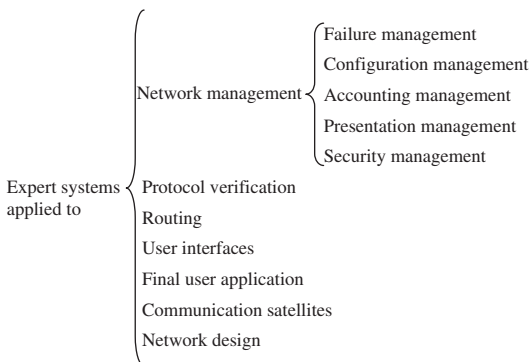 Expert systems
applied to
Network management
Failure management
Configuration management
Accounting management
Presentation management
Security management
Protocol verification
Routing
User interfaces
Final user application
Communication satellites
Network design